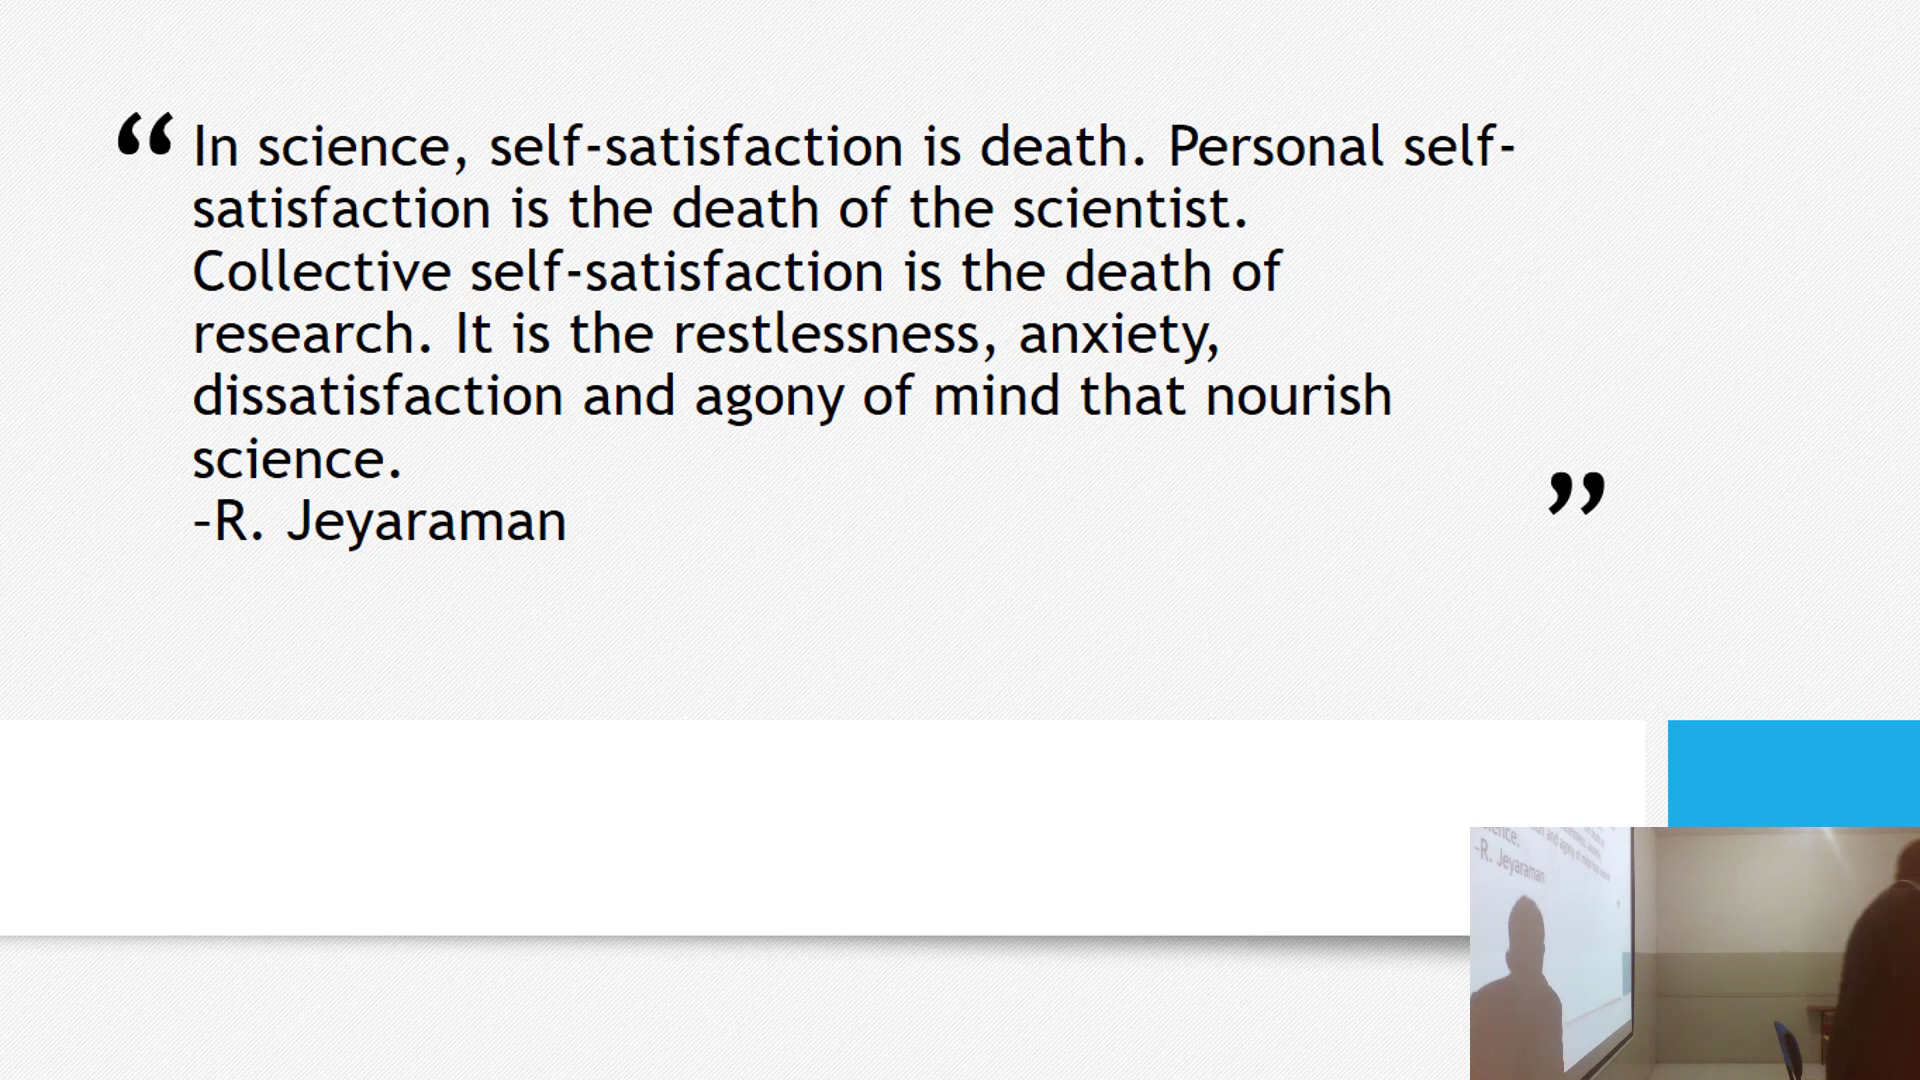 “In science, self-satisfaction is death. Personal self-
satisfaction is the death of the scientist.
Collective self-satisfaction is the death of
research. It is the restlessness, anxiety,
dissatisfaction and agony of mind that nourish
science.
–R. Jeyaraman
”
-R. Jeyaraman